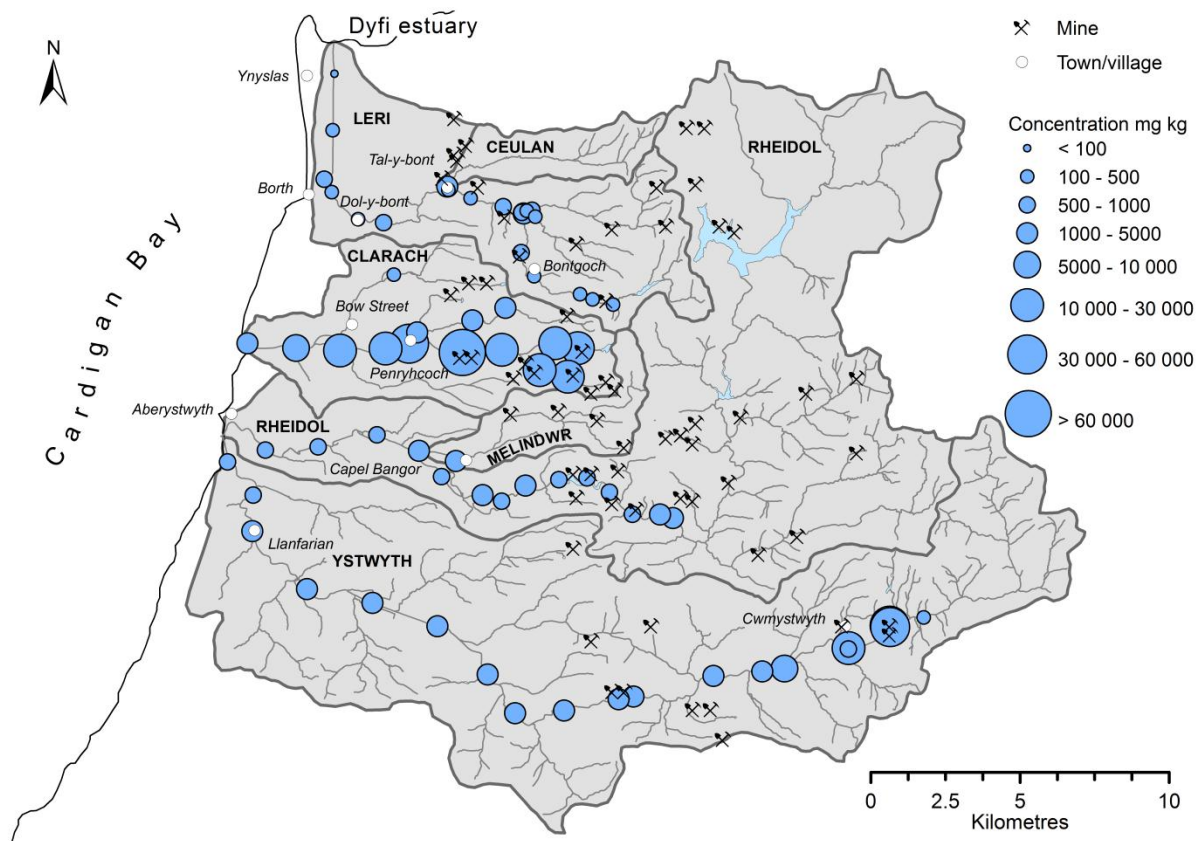 Dyfi estuary
Mine
N
Ynyslas
Town/village
LERI
Concentration mg kg
CEULAN
RHEIDOL
Tal-y-bont
< 100
100 - 500
Borth
Dol-y-bont
500 - 1000
1000 - 5000
CLARACH
Bontgoch
5000 - 10 000
Bow Street
10 000 - 30 000
30 000 - 60 000
Penryhcoch
Cardigan Bay
Aberystwyth
> 60 000
RHEIDOL
MELINDWR
Capel Bangor
Llanfarian
YSTWYTH
Cwmystwyth
0 2.5 5 10
Kilometres